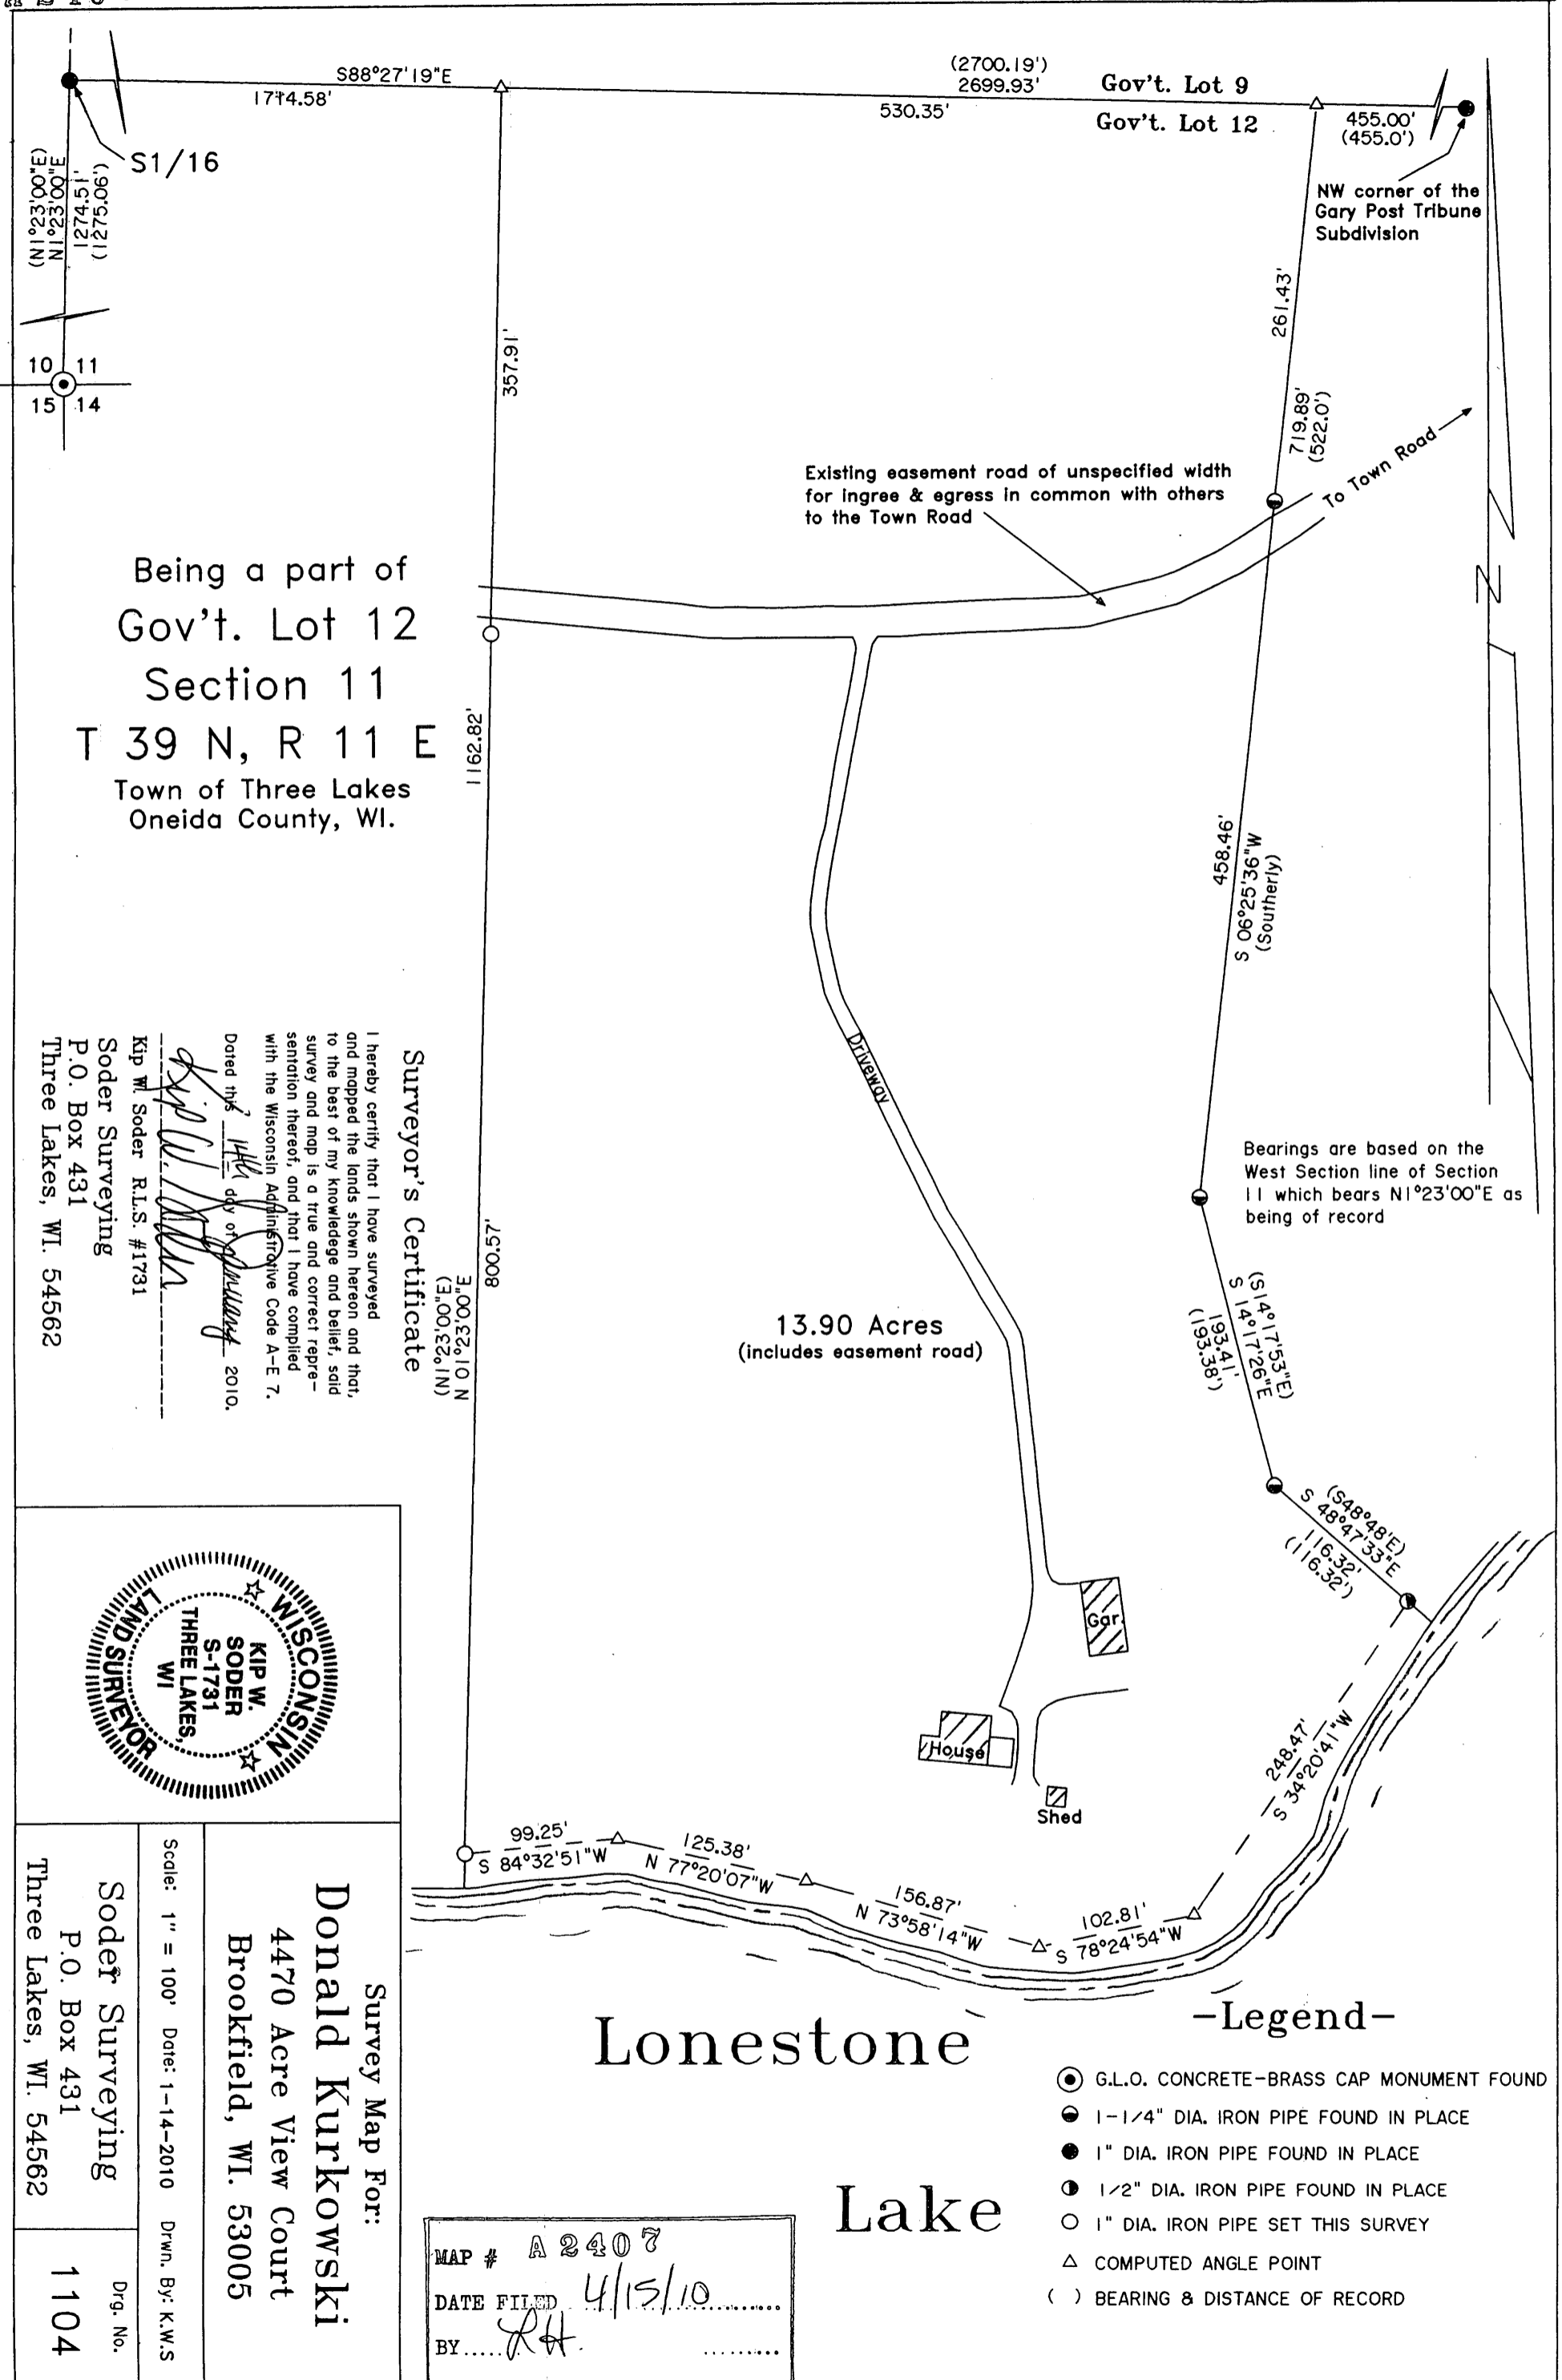 S88°27'19"E
1714.58'
(2700.19')
2699.93'
530.35'
Gov't. Lot 9
Gov't. Lot 12
455.00'
(455.0')
S1/16
(N1°23'00"E)
N1°23'00"E
1274.51'
(1275.06')
10 11
15 14
NW corner of the
Gary Post Tribune
Subdivision
357.91'
261.43'
719.89'
(522.0')
To Town Road
Existing easement road of unspecified width
for ingree & egress in common with others
to the Town Road
N
Being a part of
Gov't. Lot 12
Section 11
T 39 N, R 11 E
Town of Three Lakes
Oneida County, WI.
1162.82'
458.46'
S 06°25'36"W
(Southerly)
Driveway
Bearings are based on the
West Section line of Section
11 which bears N1°23'00"E as
being of record
800.57'
N 01°23'00"E
(N1°23'00"E)
13.90 Acres
(includes easement road)
(S14°17'53"E)
S 14°17'26"E
193.41'
(193.38')
(S48°48'E)
S 48°47'33"E
116.32'
(116.32')
Surveyor's Certificate
I hereby certify that I have surveyed
and mapped the lands shown hereon and that,
to the best of my knowledege and belief, said
survey and map is a true and correct repre-
sentation thereof, and that I have complied
with the Wisconsin Administrative Code A-E 7.
Dated this 14th day of January 2010.
Kip W. Soder
Kip W. Soder R.L.S. #1731
Soder Surveying
P.O. Box 431
Three Lakes, WI. 54562
Gar.
House
Shed
248.47'
S 34°20'41"W
99.25'
S 84°32'51"W
125.38'
N 77°20'07"W
156.87'
N 73°58'14"W
102.81'
S 78°24'54"W
WISCONSIN
KIP W.
SODER
S-1731
THREE LAKES,
WI
LAND SURVEYOR
Survey Map For:
Donald Kurkowski
4470 Acre View Court
Brookfield, WI. 53005
Scale: 1" = 100' Date: 1-14-2010 Drwn. By: K.W.S
Soder Surveying
P.O. Box 431
Three Lakes, WI. 54562
Drg. No.
1104
Lonestone
Lake
-Legend-
G.L.O. CONCRETE-BRASS CAP MONUMENT FOUND
1-1/4" DIA. IRON PIPE FOUND IN PLACE
1" DIA. IRON PIPE FOUND IN PLACE
1/2" DIA. IRON PIPE FOUND IN PLACE
1" DIA. IRON PIPE SET THIS SURVEY
COMPUTED ANGLE POINT
( ) BEARING & DISTANCE OF RECORD
MAP # A2407
DATE FILED 4/15/10
BY..... RH.